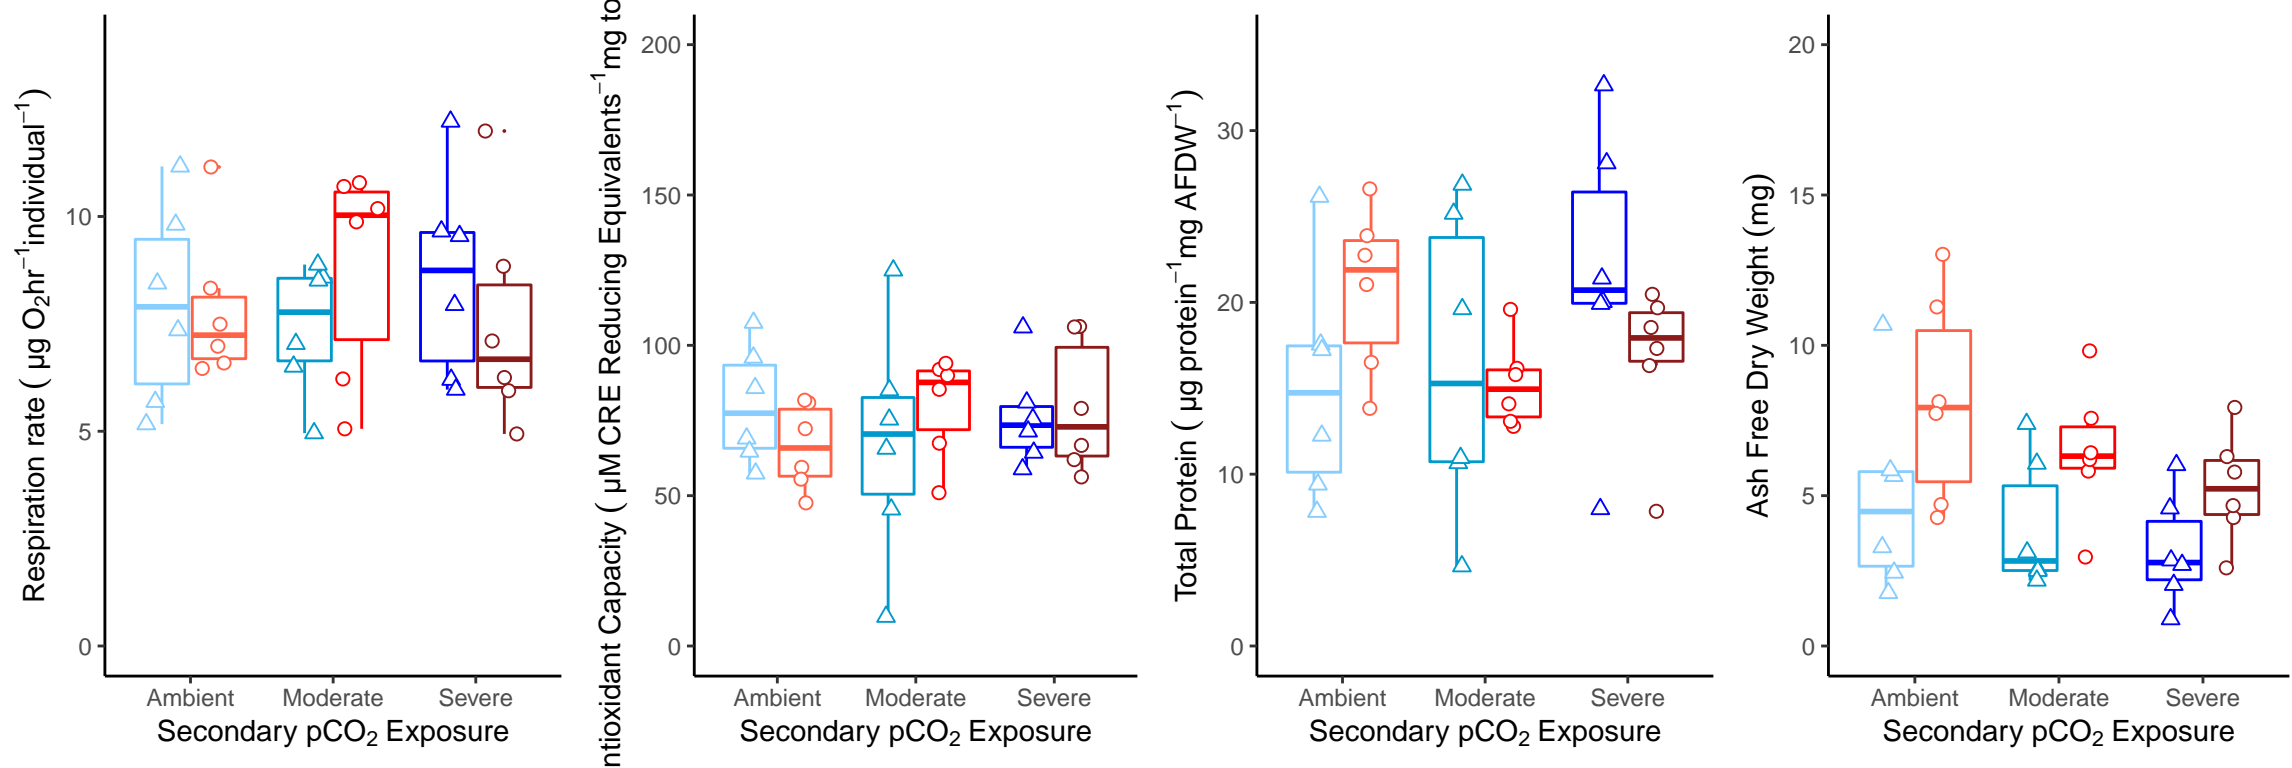 Respiration rate ( µg O₂hr⁻¹individual⁻¹)
10
5
0
Ambient Moderate Severe
Secondary pCO₂ Exposure
ntioxidant Capacity ( µM CRE Reducing Equivalents⁻¹mg to
200
150
100
50
0
Ambient Moderate Severe
Secondary pCO₂ Exposure
Total Protein ( µg protein⁻¹mg AFDW⁻¹)
30
20
10
0
Ambient Moderate Severe
Secondary pCO₂ Exposure
Ash Free Dry Weight (mg)
20
15
10
5
0
Ambient Moderate Severe
Secondary pCO₂ Exposure